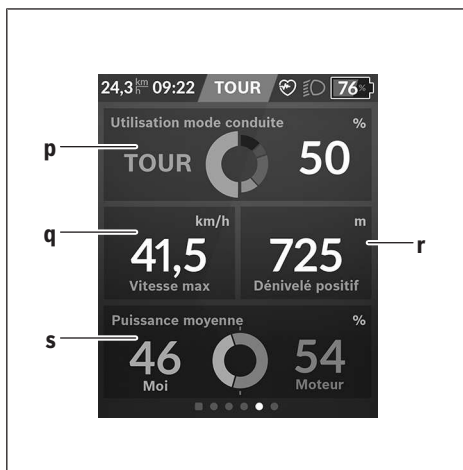 24,3 km/h 09:22 TOUR 76%
Utilisation mode conduite %
p
TOUR 50
q
km/h
41,5
Vitesse max
m
725
Dénivelé positif
r
Puissance moyenne %
s
46
Moi
54
Moteur